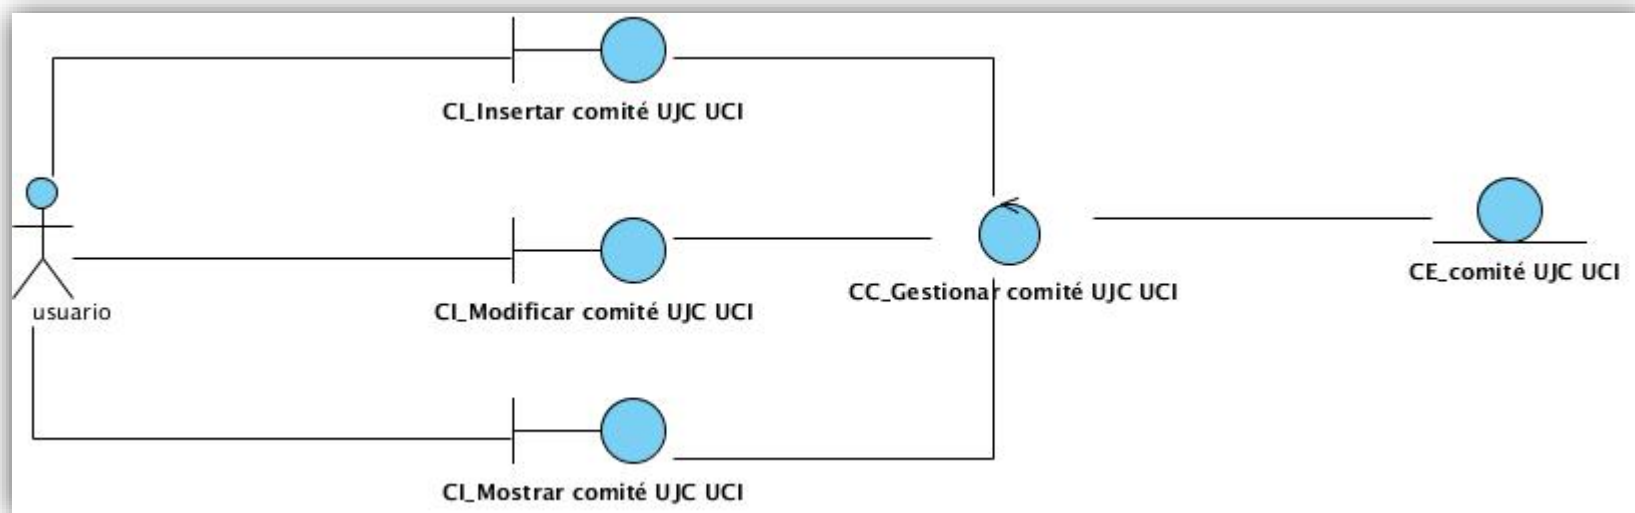 CI_Insertar comité UJC UCI
usuario
CI_Modificar comité UJC UCI
CC_Gestionar comité UJC UCI
CE_comité UJC UCI
CI_Mostrar comité UJC UCI